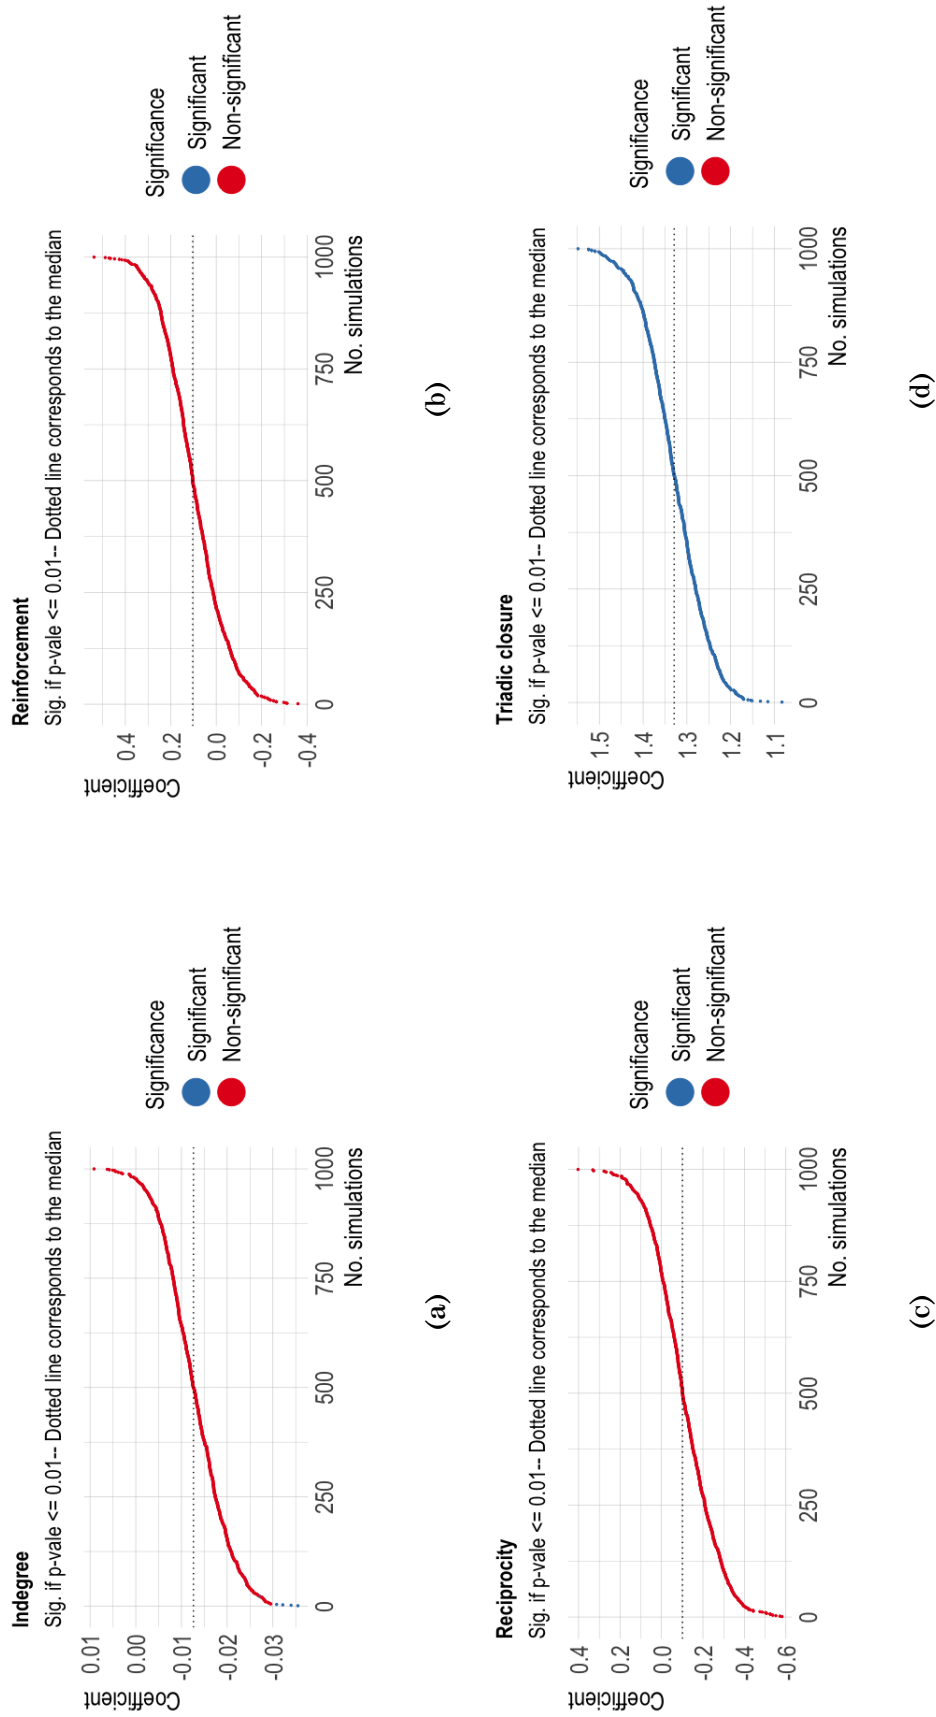 Indegree
Sig. if p-vale <= 0.01-- Dotted line corresponds to the median
Coefficient
0.01
0.00
-0.01
-0.02
-0.03
0
250
500
750
1000
No. simulations
Significance
Significant
Non-significant
(a)
Reinforcement
Sig. if p-vale <= 0.01-- Dotted line corresponds to the median
Coefficient
0.4
0.2
0.0
-0.2
-0.4
0
250
500
750
1000
No. simulations
Significance
Significant
Non-significant
(b)
Reciprocity
Sig. if p-vale <= 0.01-- Dotted line corresponds to the median
Coefficient
0.4
0.2
0.0
-0.2
-0.4
-0.6
0
250
500
750
1000
No. simulations
Significance
Significant
Non-significant
(c)
Triadic closure
Sig. if p-vale <= 0.01-- Dotted line corresponds to the median
Coefficient
1.5
1.4
1.3
1.2
1.1
0
250
500
750
1000
No. simulations
Significance
Significant
Non-significant
(d)